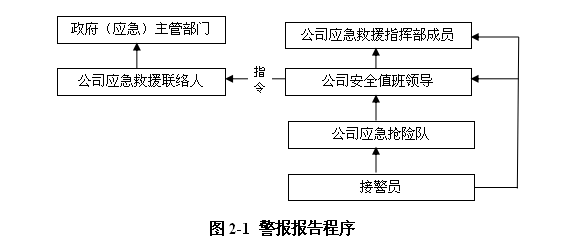 政府（应急）主管部门
公司应急救援指挥部成员
公司应急救援联络人
指
令
公司安全值班领导
公司应急抢险队
接警员
图 2-1 警报报告程序